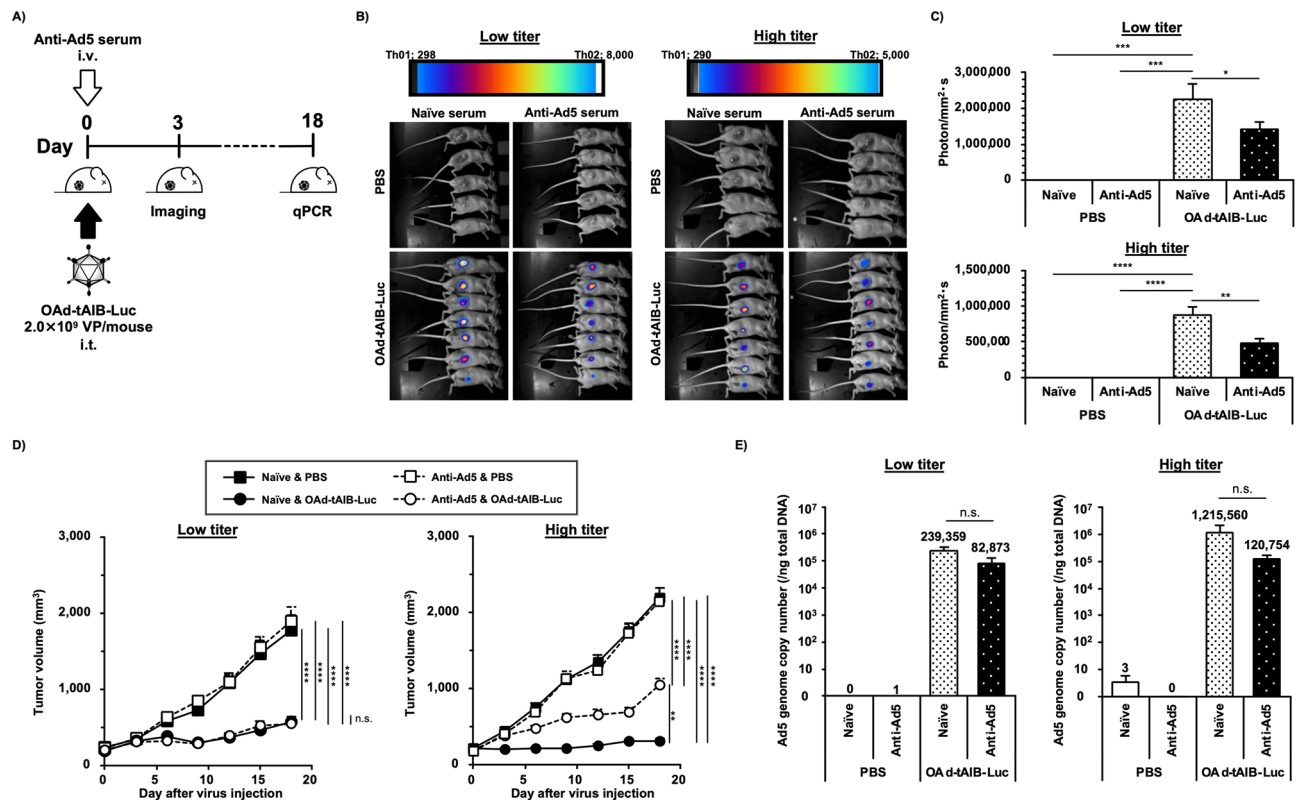 A)
Anti-Ad5 serum
i.v.
0
3
18
Day
Imaging
qPCR
OAd-tAIB-Luc
2.0×10⁹ VP/mouse
i.t.
B)
Low titer
High titer
Th01; 298
Th02; 8,000
Th01; 290
Th02; 5,000
Naïve serum
Anti-Ad5 serum
Naïve serum
Anti-Ad5 serum
PBS
OAd-tAIB-Luc
PBS
OAd-tAIB-Luc
C)
Low titer
***
***
*
3,000,000
2,000,000
1,000,000
0
Photon/mm²·s
Naïve
Anti-Ad5
Naïve
Anti-Ad5
PBS
OAd-tAIB-Luc
High titer
****
****
**
1,500,000
1,000,000
500,000
0
Photon/mm²·s
Naïve
Anti-Ad5
Naïve
Anti-Ad5
PBS
OAd-tAIB-Luc
D)
Naïve & PBS
Anti-Ad5 & PBS
Naïve & OAd-tAIB-Luc
Anti-Ad5 & OAd-tAIB-Luc
Low titer
3,000
2,000
1,000
0
Tumor volume (mm³)
0
5
10
15
20
Day after virus injection
****
****
****
****
n.s.
High titer
3,000
2,000
1,000
0
Tumor volume (mm³)
0
5
10
15
20
Day after virus injection
****
****
****
****
**
E)
Low titer
n.s.
239,359
82,873
0
1
10⁷
10⁶
10⁵
10⁴
10³
10²
10
0
Ad5 genome copy number (/ng total DNA)
Naïve
Anti-Ad5
Naïve
Anti-Ad5
PBS
OAd-tAIB-Luc
High titer
n.s.
1,215,560
120,754
3
0
10⁷
10⁶
10⁵
10⁴
10³
10²
10
0
Ad5 genome copy number (/ng total DNA)
Naïve
Anti-Ad5
Naïve
Anti-Ad5
PBS
OAd-tAIB-Luc